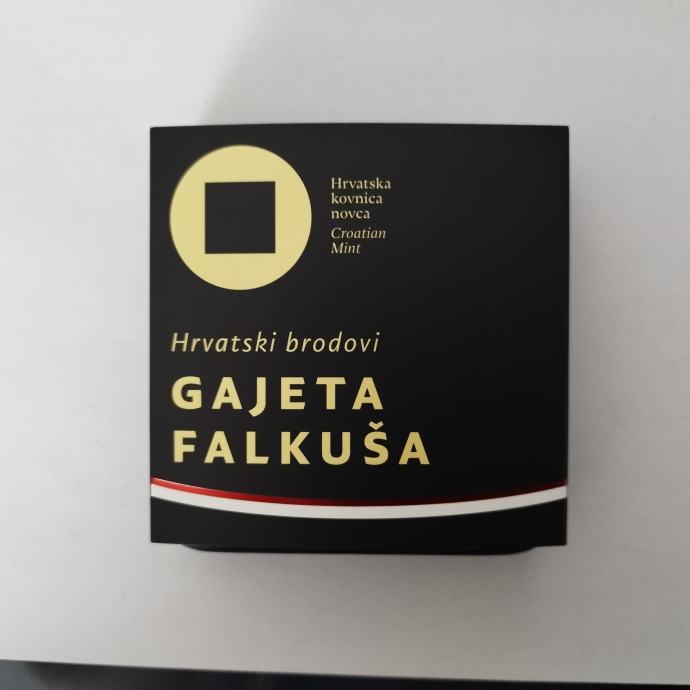 Hrvatska
kovnica
novca
Croatian
Mint
Hrvatski brodovi
GAJETA
FALKUŠA